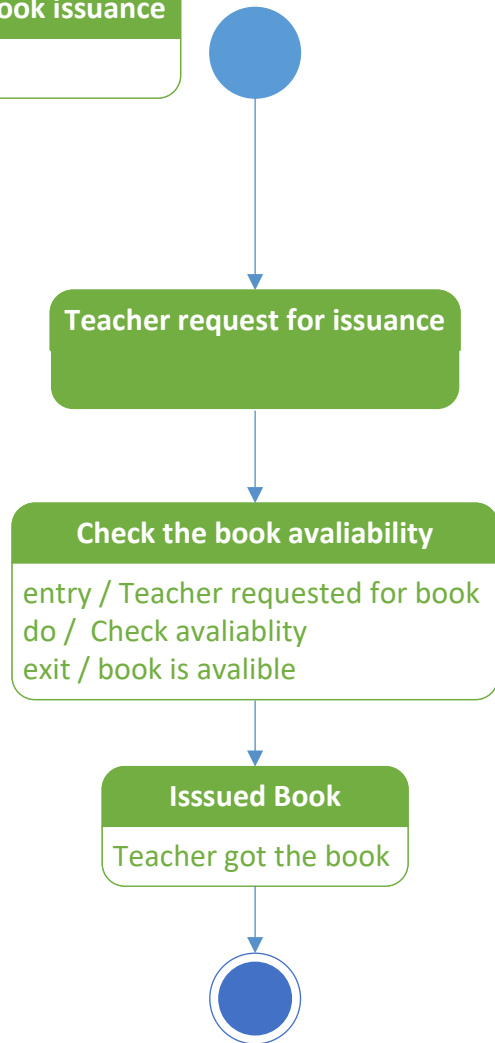 ook issuance
Teacher request for issuance
Check the book avaliability
entry / Teacher requested for book
do /  Check avaliablity
exit / book is avalible
Isssued Book
Teacher got the book